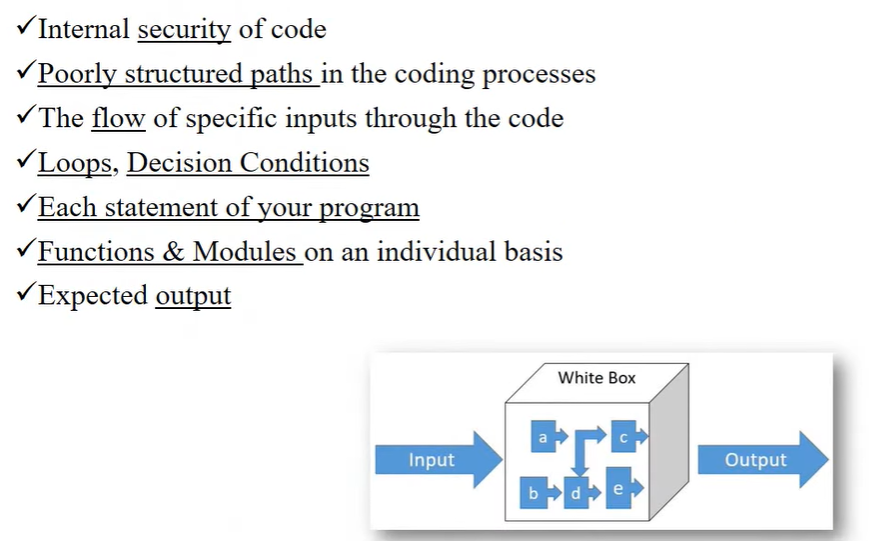 ✓Internal security of code
✓Poorly structured paths in the coding processes
✓The flow of specific inputs through the code
✓Loops, Decision Conditions
✓Each statement of your program
✓Functions & Modules on an individual basis
✓Expected output
White Box
a
c
Input
Output
b
d
e